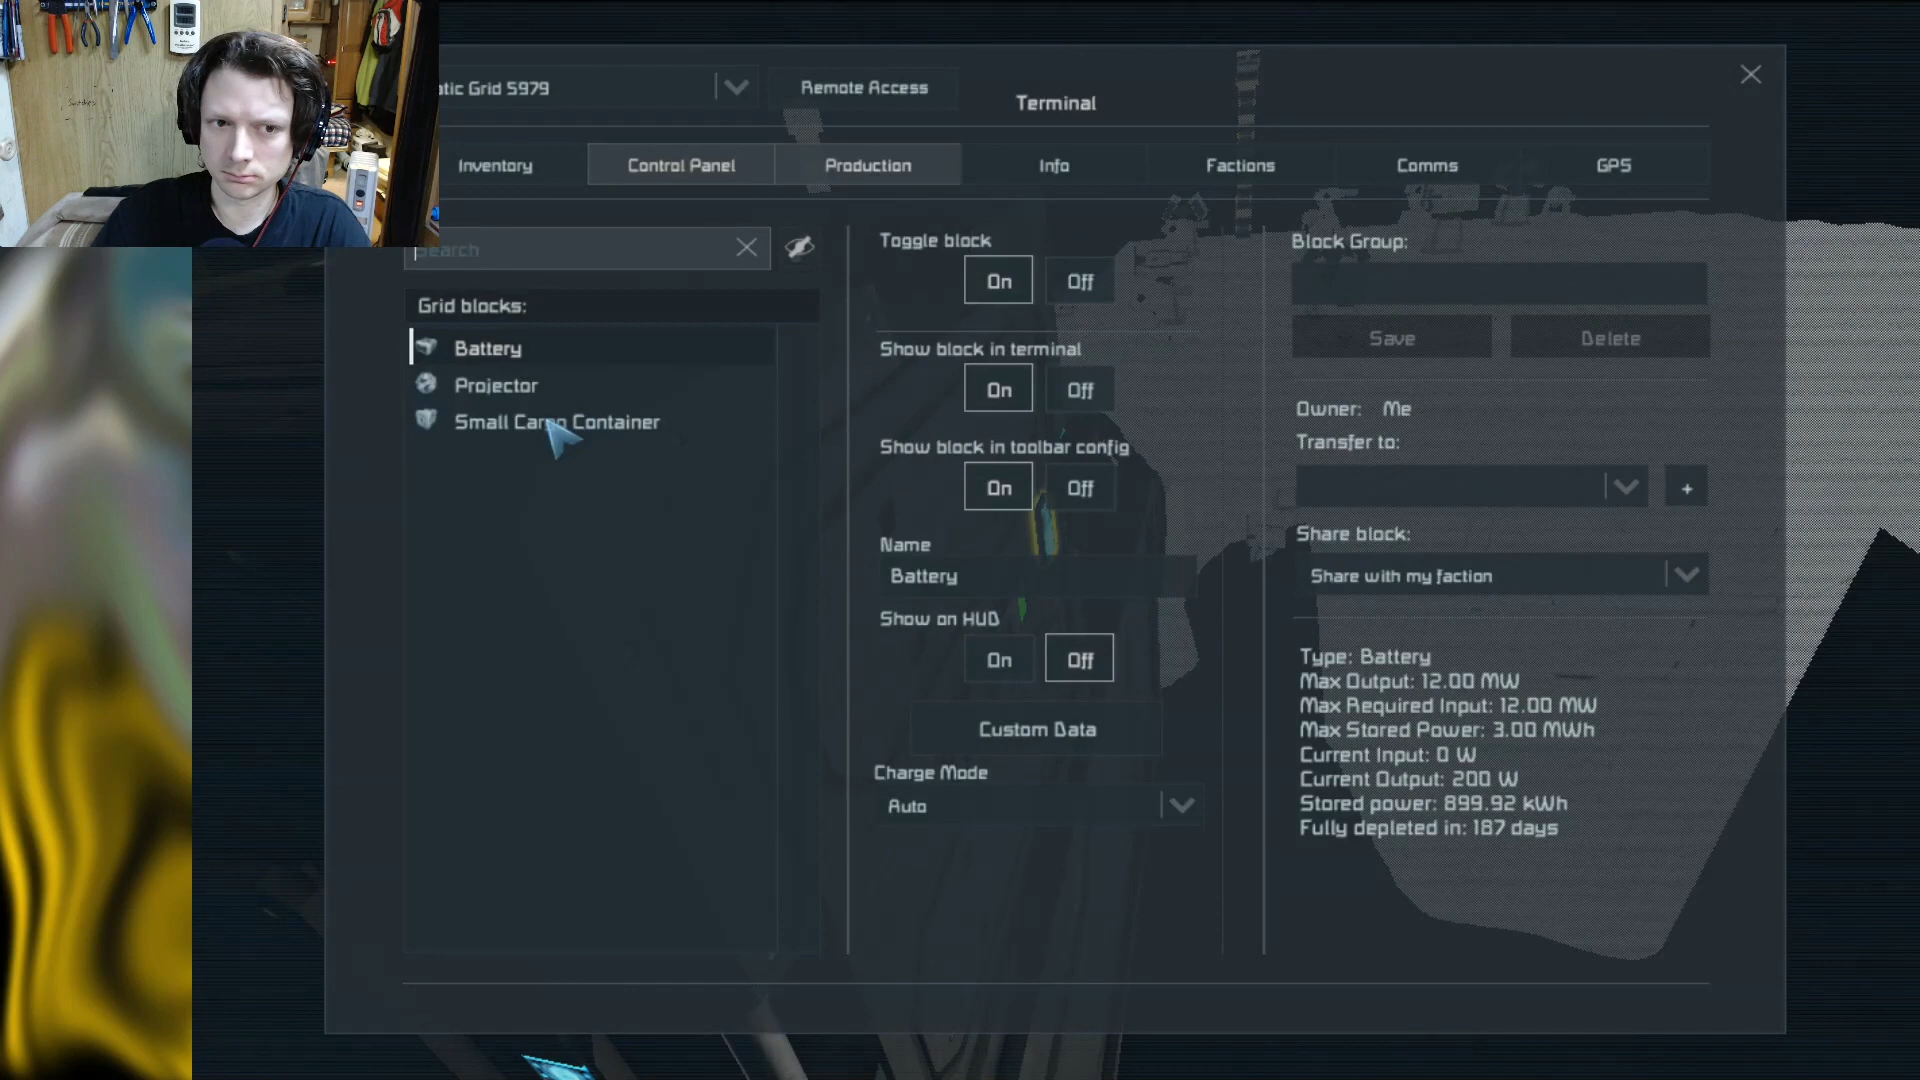 tic Grid 5979
Remote Access
Terminal
Inventory
Control Panel
Production
Info
Factions
Comms
GPS
Search
Grid blocks:
Battery
Projector
Small Cargo Container
Toggle block
On
Off
Show block in terminal
On
Off
Show block in toolbar config
On
Off
Name
Battery
Show on HUD
On
Off
Custom Data
Charge Mode
Auto
Block Group:
Save
Delete
Owner: Me
Transfer to:
+
Share block:
Share with my faction
Type: Battery
Max Output: 12.00 MW
Max Required Input: 12.00 MW
Max Stored Power: 3.00 MWh
Current Input: 0 W
Current Output: 200 W
Stored power: 899.92 kWh
Fully depleted in: 187 days